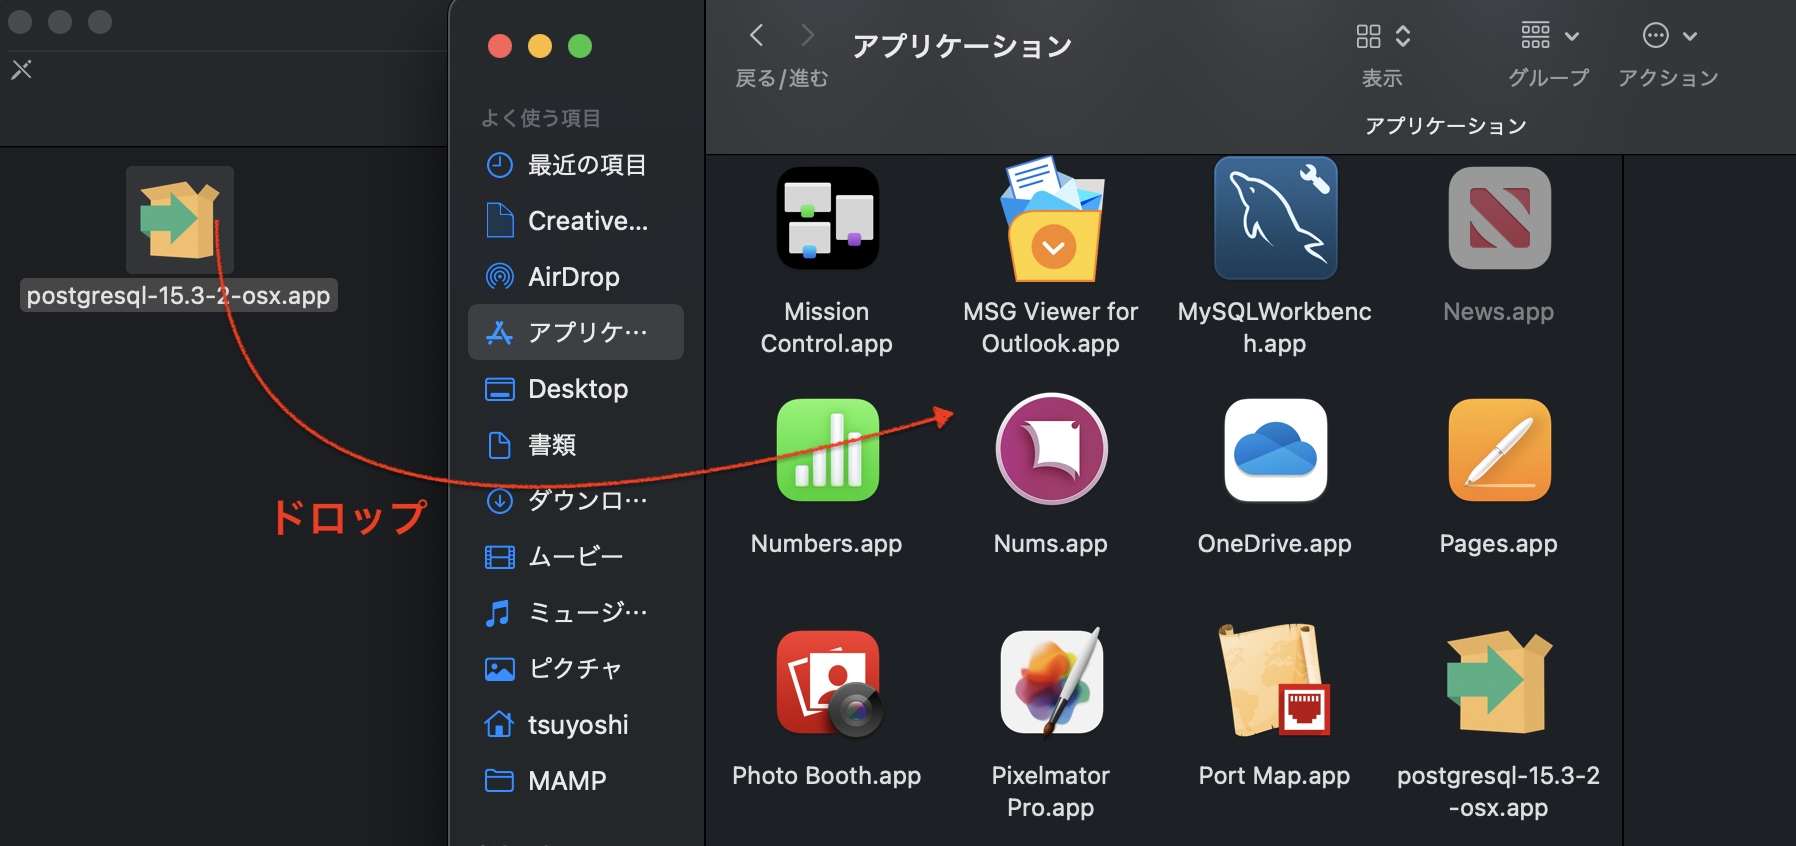 postgresql-15.3-2-osx.app
ドロップ
よく使う項目
最近の項目
Creative...
AirDrop
アプリケ…
Desktop
書類
ダウンロ…
ムービー
ミュージ…
ピクチャ
tsuyoshi
MAMP
アプリケーション
戻る/進む
表示
グループ
アクション
アプリケーション
Mission
Control.app
MSG Viewer for
Outlook.app
MySQLWorkbenc
h.app
News.app
Numbers.app
Nums.app
OneDrive.app
Pages.app
Photo Booth.app
Pixelmator
Pro.app
Port Map.app
postgresql-15.3-2
-osx.app